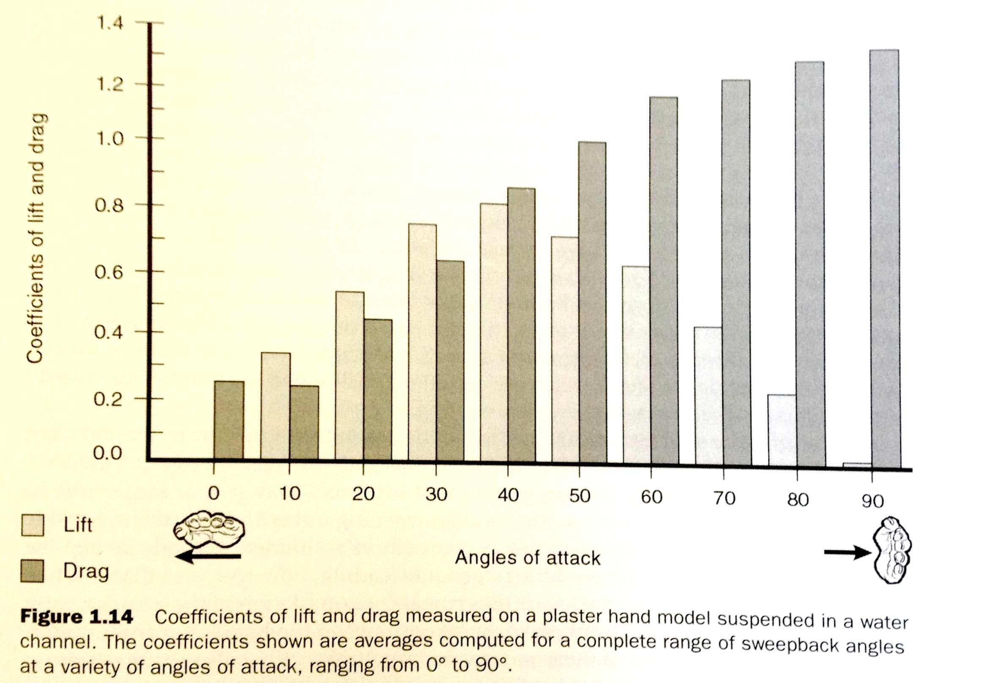 1.4
1.2
1.0
0.8
0.6
0.4
0.2
0.0
Coefficients of lift and drag
0 10 20 30 40 50 60 70 80 90
Lift
Drag
Angles of attack
Figure 1.14 Coefficients of lift and drag measured on a plaster hand model suspended in a water
channel. The coefficients shown are averages computed for a complete range of sweepback angles
at a variety of angles of attack, ranging from 0° to 90°.